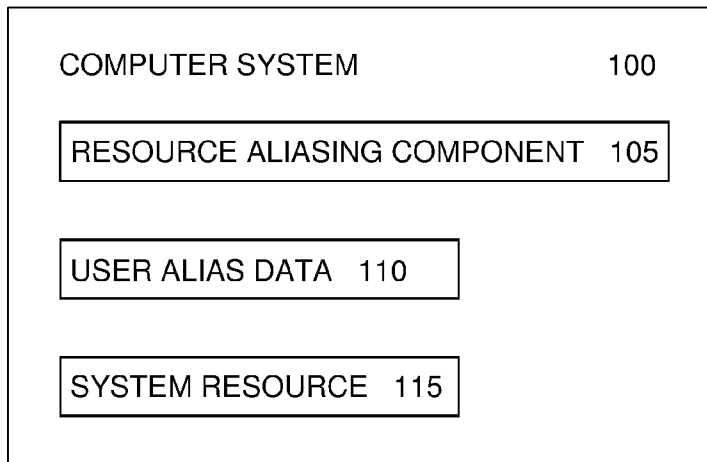 COMPUTER SYSTEM 100
RESOURCE ALIASING COMPONENT 105
USER ALIAS DATA 110
SYSTEM RESOURCE 115